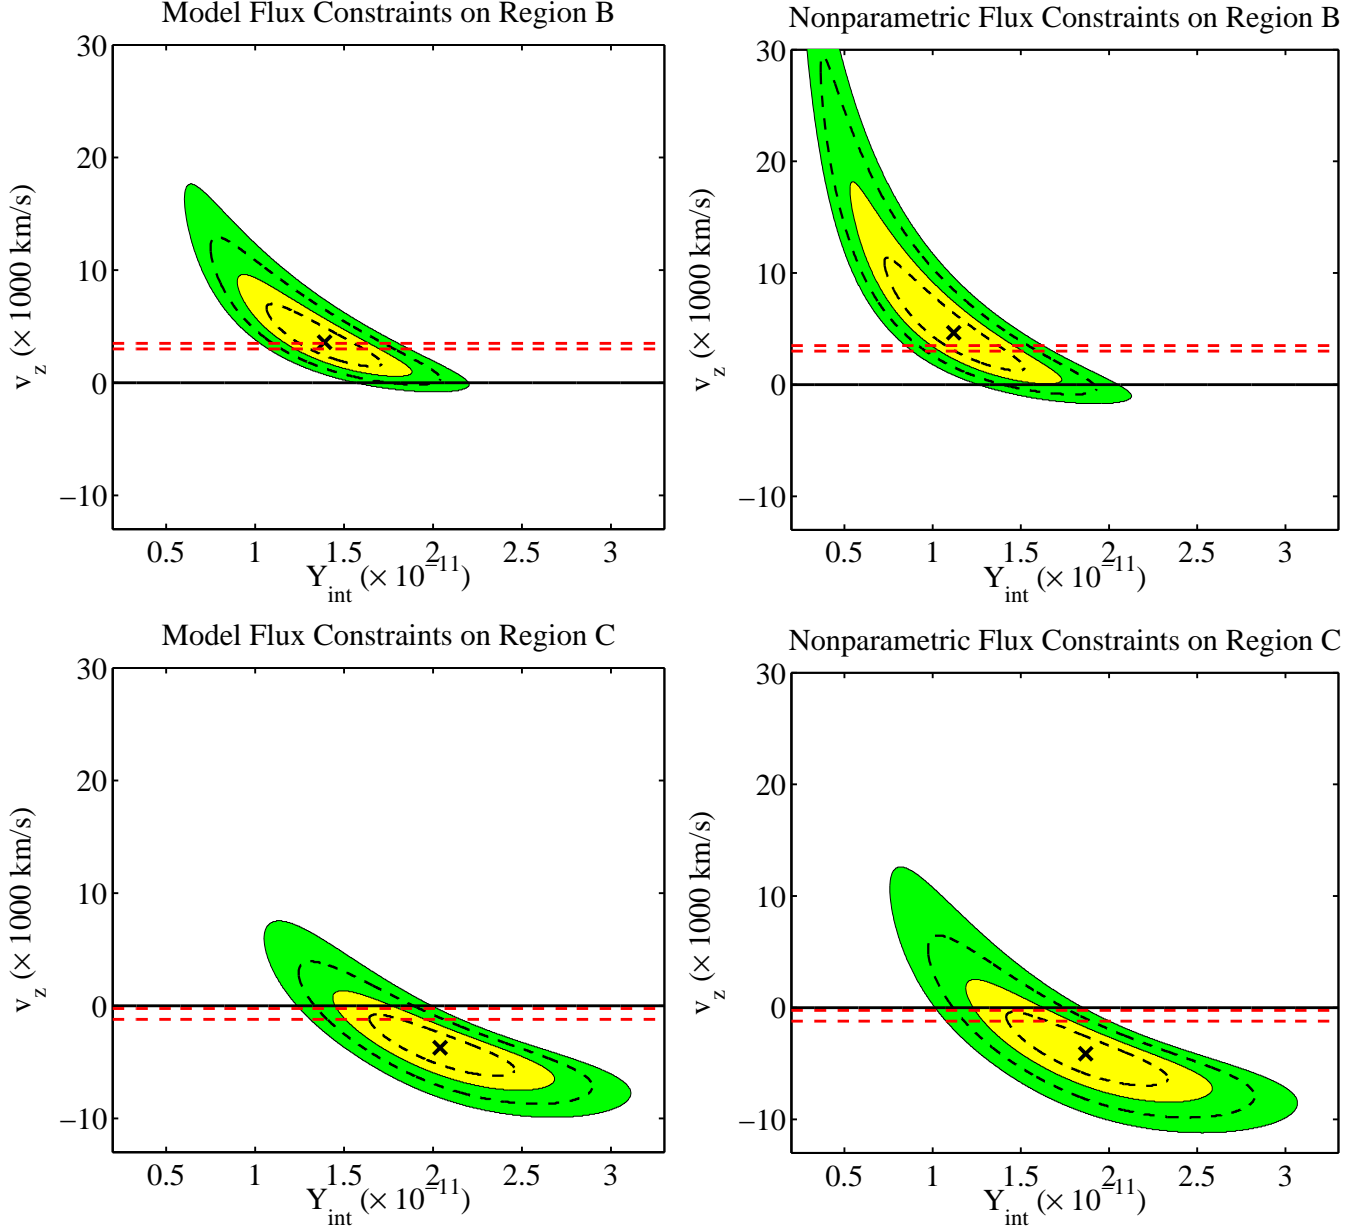 Model Flux Constraints on Region B
30
20
10
0
−10
v_z (× 1000 km/s)
0.5 1 1.5 2 2.5 3
Y_int (× 10^−11)
Nonparametric Flux Constraints on Region B
30
20
10
0
−10
v_z (× 1000 km/s)
0.5 1 1.5 2 2.5 3
Y_int (× 10^−11)
Model Flux Constraints on Region C
30
20
10
0
−10
v_z (× 1000 km/s)
0.5 1 1.5 2 2.5 3
Y_int (× 10^−11)
Nonparametric Flux Constraints on Region C
30
20
10
0
−10
v_z (× 1000 km/s)
0.5 1 1.5 2 2.5 3
Y_int (× 10^−11)